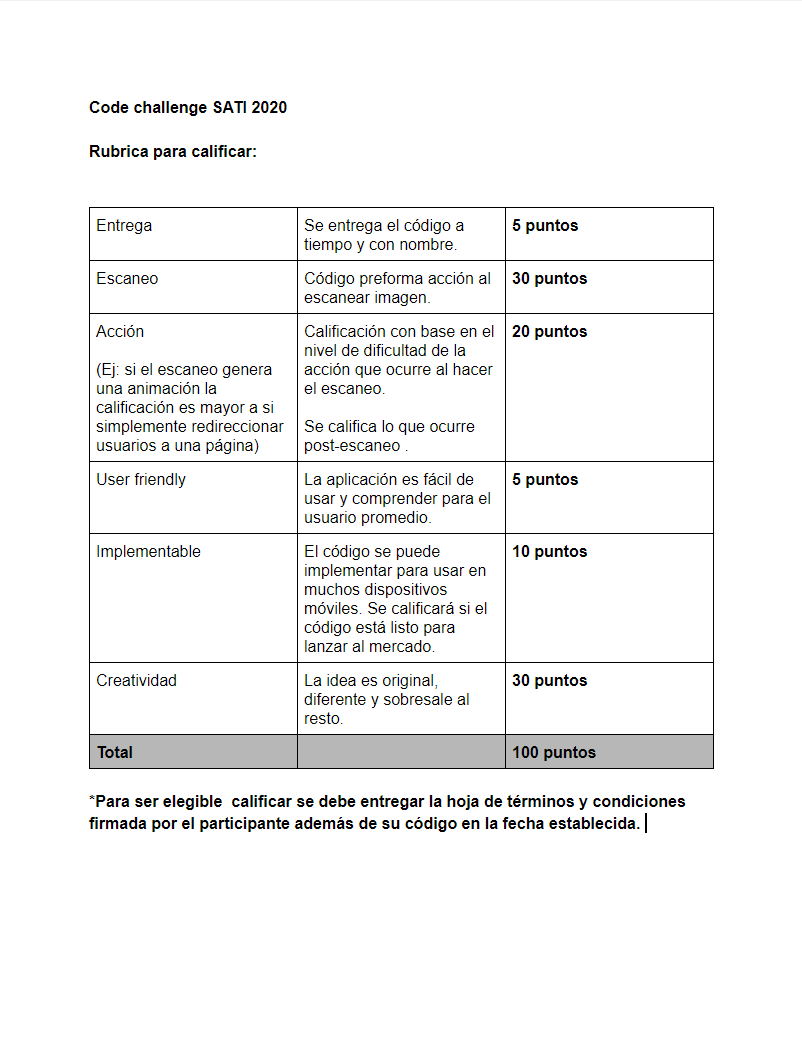 Code challenge SATI 2020
Rubrica para calificar:
Entrega
Se entrega el código a
tiempo y con nombre.
5 puntos
Escaneo
Código preforma acción al
escanear imagen.
30 puntos
Acción
(Ej: si el escaneo genera
una animación la
calificación es mayor a si
simplemente redireccionar
usuarios a una página)
Calificación con base en el
nivel de dificultad de la
acción que ocurre al hacer
el escaneo.
Se califica lo que ocurre
post-escaneo .
20 puntos
User friendly
La aplicación es fácil de
usar y comprender para el
usuario promedio.
5 puntos
Implementable
El código se puede
implementar para usar en
muchos dispositivos
móviles. Se calificará si el
código está listo para
lanzar al mercado.
10 puntos
Creatividad
La idea es original,
diferente y sobresale al
resto.
30 puntos
Total
100 puntos
*Para ser elegible  calificar se debe entregar la hoja de términos y condiciones
firmada por el participante además de su código en la fecha establecida.